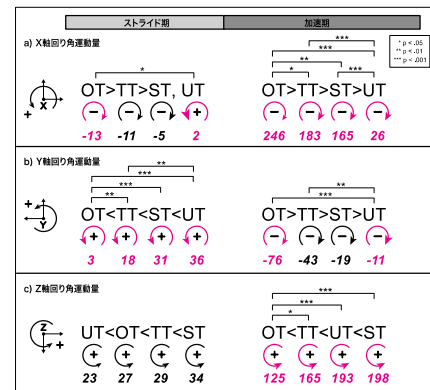 ストライド期 加速期
* p < .05
** p < .01
*** p < .001
a) X軸回り角運動量
* *** *** ** * ***
+ X OT>TT>ST, UT OT>TT>ST>UT
− − − + − − − −
-13 -11 -5 2 246 183 165 26
b) Y軸回り角運動量
** *** *** ** ** ***
+ Y OT<TT<ST<UT OT>TT>ST>UT
+ + + + − − − −
3 18 31 36 -76 -43 -19 -11
c) Z軸回り角運動量
*** *** *
Z + UT<OT<TT<ST OT<TT<UT<ST
+ + + + + + + +
23 27 29 34 125 165 193 198